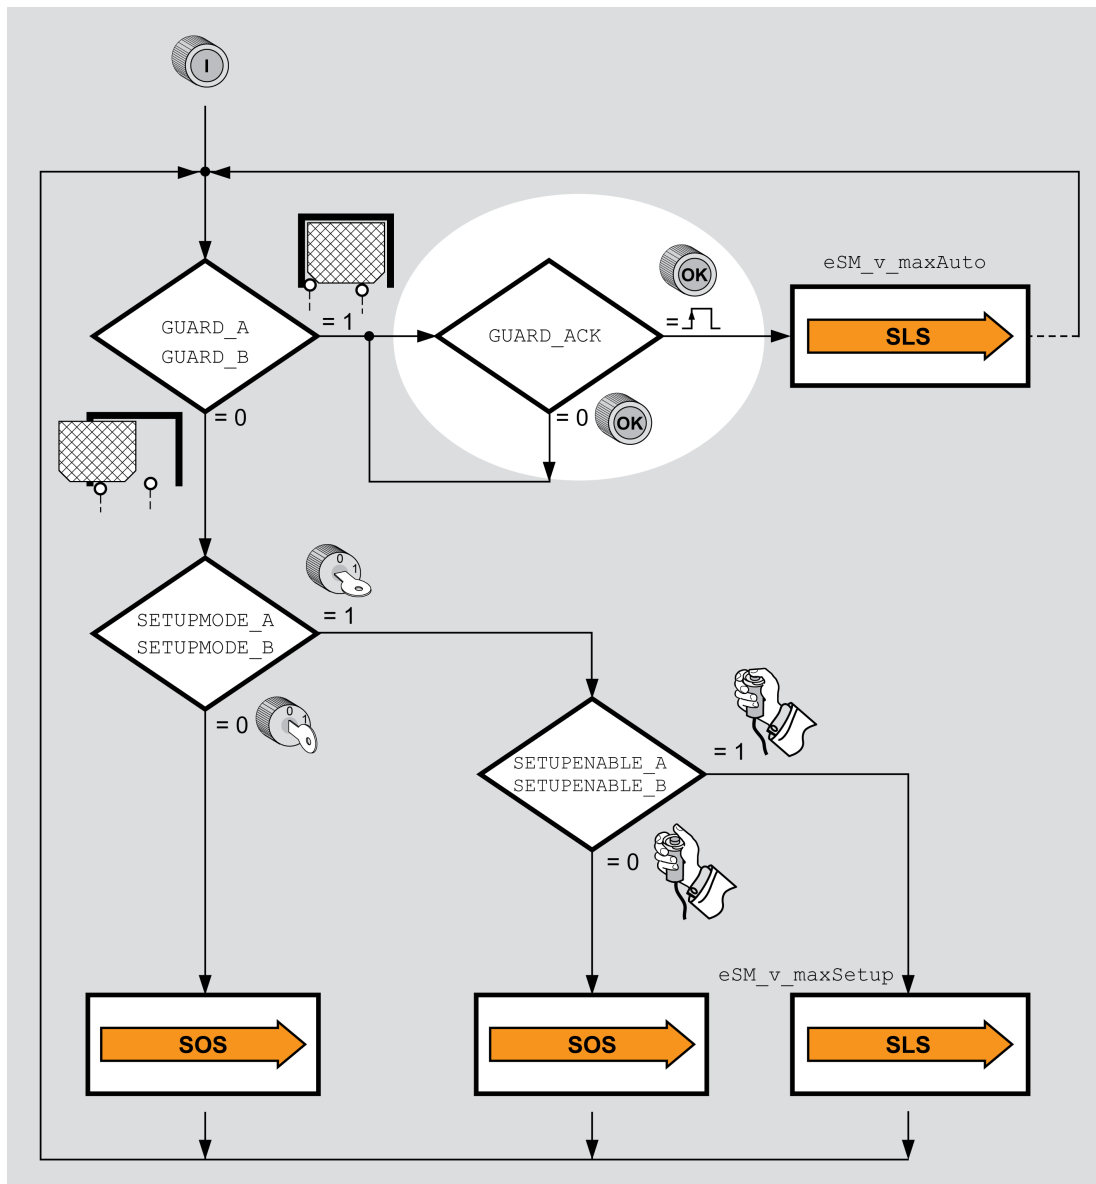 I
eSM_v_maxAuto
OK
GUARD_A
GUARD_B
= 1
GUARD_ACK
=
SLS
= 0
= 0
OK
0
1
SETUPMODE_A
SETUPMODE_B
= 1
= 0
0
1
SETUPENABLE_A
SETUPENABLE_B
= 1
= 0
eSM_v_maxSetup
SOS
SOS
SLS